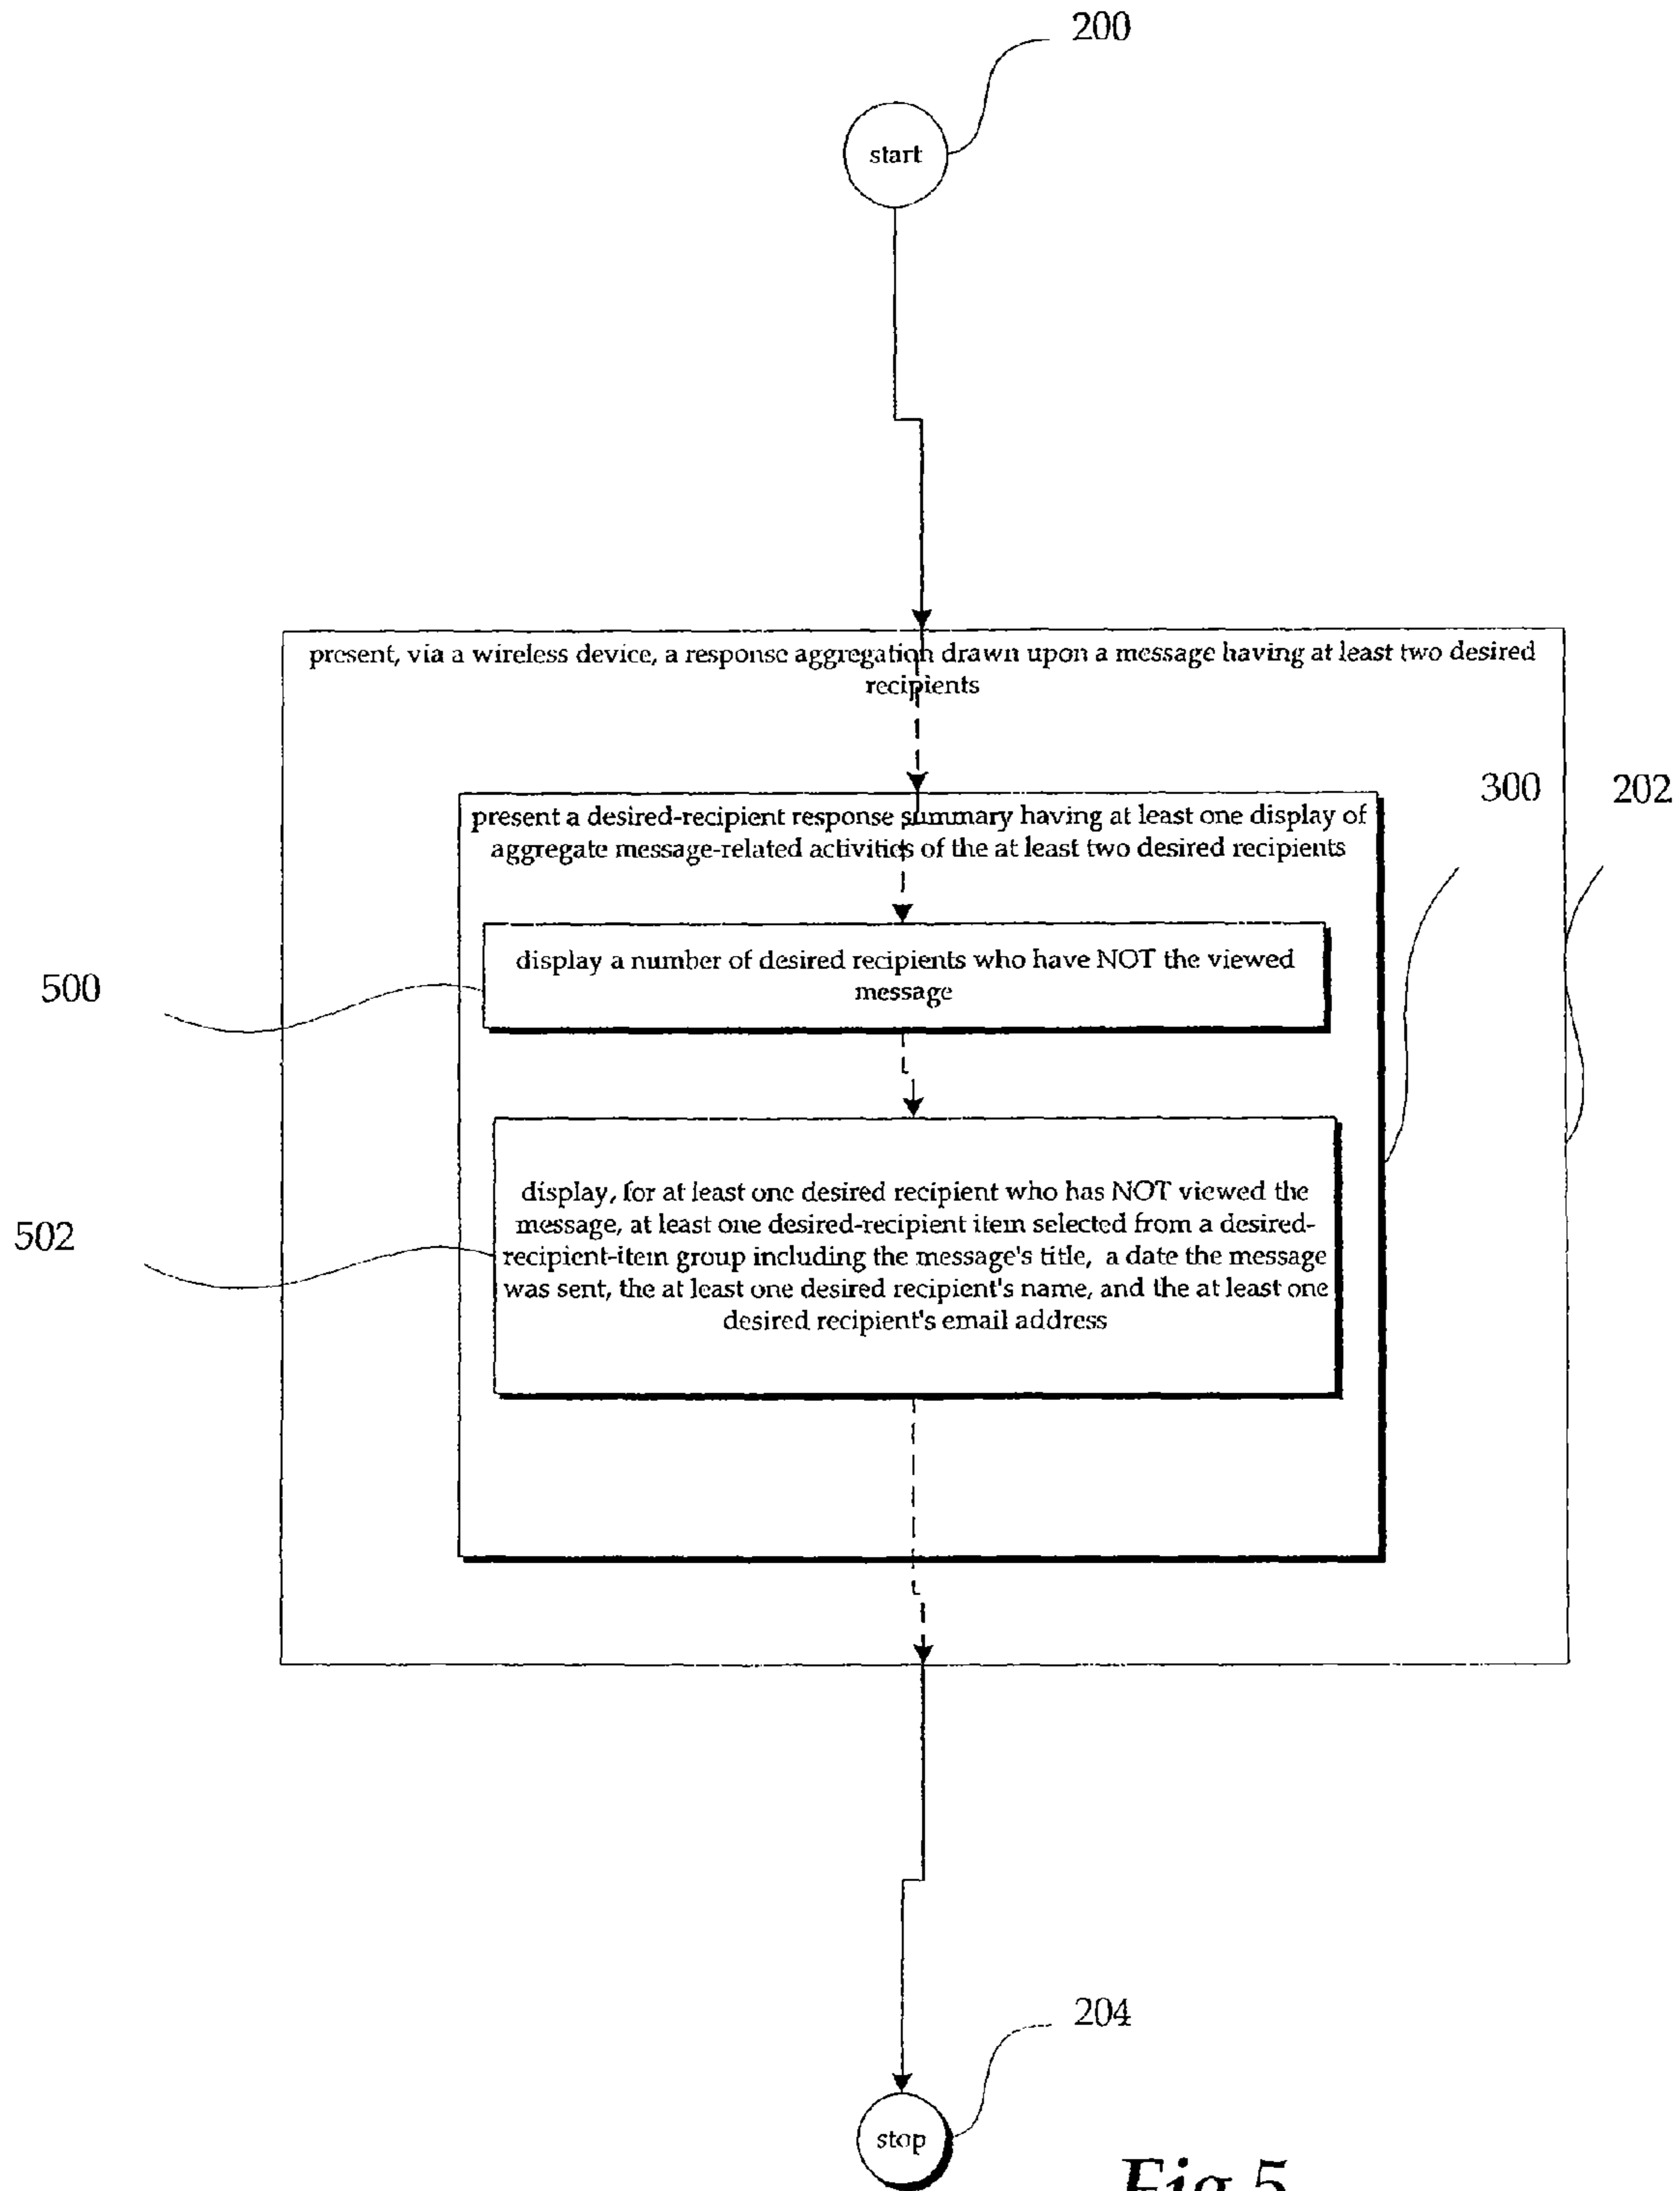 200
start
present, via a wireless device, a response aggregation drawn upon a message having at least two desired
recipients
300
202
present a desired-recipient response summary having at least one display of
aggregate message-related activities of the at least two desired recipients
500
display a number of desired recipients who have NOT the viewed
message
502
display, for at least one desired recipient who has NOT viewed the
message, at least one desired-recipient item selected from a desired-
recipient-item group including the message's title, a date the message
was sent, the at least one desired recipient's name, and the at least one
desired recipient's email address
204
stop
Fig 5